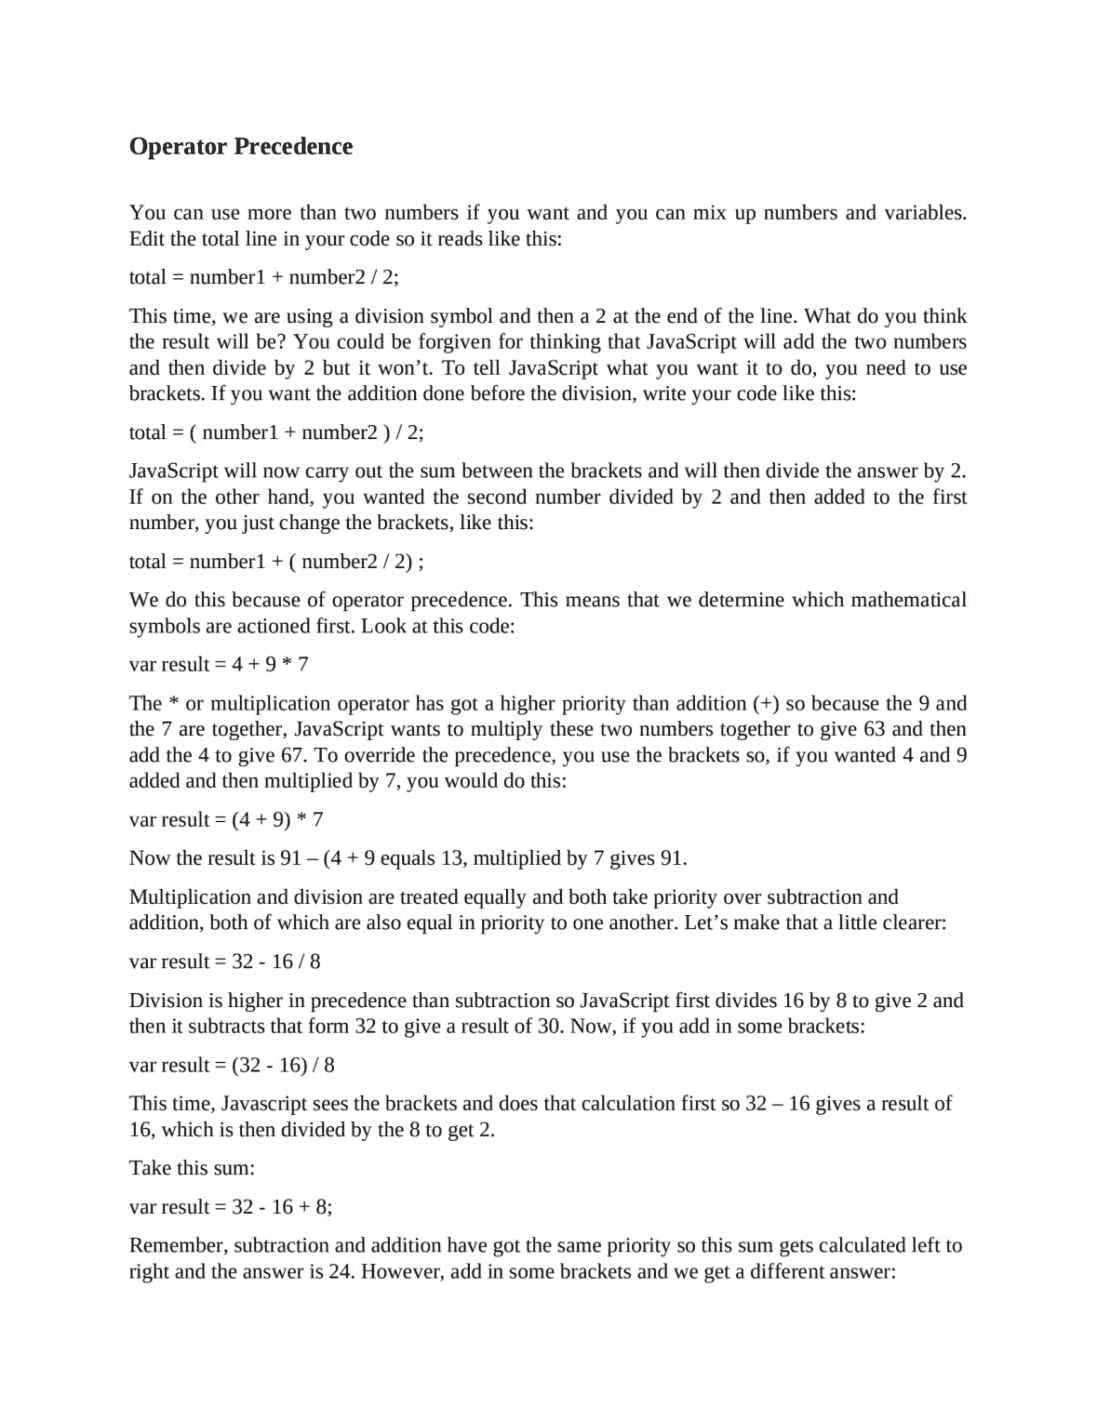 Operator Precedence
You can use more than two numbers if you want and you can mix up numbers and variables.
Edit the total line in your code so it reads like this:
total = number1 + number2 / 2;
This time, we are using a division symbol and then a 2 at the end of the line. What do you think
the result will be? You could be forgiven for thinking that JavaScript will add the two numbers
and then divide by 2 but it won’t. To tell JavaScript what you want it to do, you need to use
brackets. If you want the addition done before the division, write your code like this:
total = ( number1 + number2 ) / 2;
JavaScript will now carry out the sum between the brackets and will then divide the answer by 2.
If on the other hand, you wanted the second number divided by 2 and then added to the first
number, you just change the brackets, like this:
total = number1 + ( number2 / 2) ;
We do this because of operator precedence. This means that we determine which mathematical
symbols are actioned first. Look at this code:
var result = 4 + 9 * 7
The * or multiplication operator has got a higher priority than addition (+) so because the 9 and
the 7 are together, JavaScript wants to multiply these two numbers together to give 63 and then
add the 4 to give 67. To override the precedence, you use the brackets so, if you wanted 4 and 9
added and then multiplied by 7, you would do this:
var result = (4 + 9) * 7
Now the result is 91 – (4 + 9 equals 13, multiplied by 7 gives 91.
Multiplication and division are treated equally and both take priority over subtraction and
addition, both of which are also equal in priority to one another. Let’s make that a little clearer:
var result = 32 - 16 / 8
Division is higher in precedence than subtraction so JavaScript first divides 16 by 8 to give 2 and
then it subtracts that form 32 to give a result of 30. Now, if you add in some brackets:
var result = (32 - 16) / 8
This time, Javascript sees the brackets and does that calculation first so 32 – 16 gives a result of
16, which is then divided by the 8 to get 2.
Take this sum:
var result = 32 - 16 + 8;
Remember, subtraction and addition have got the same priority so this sum gets calculated left to
right and the answer is 24. However, add in some brackets and we get a different answer: